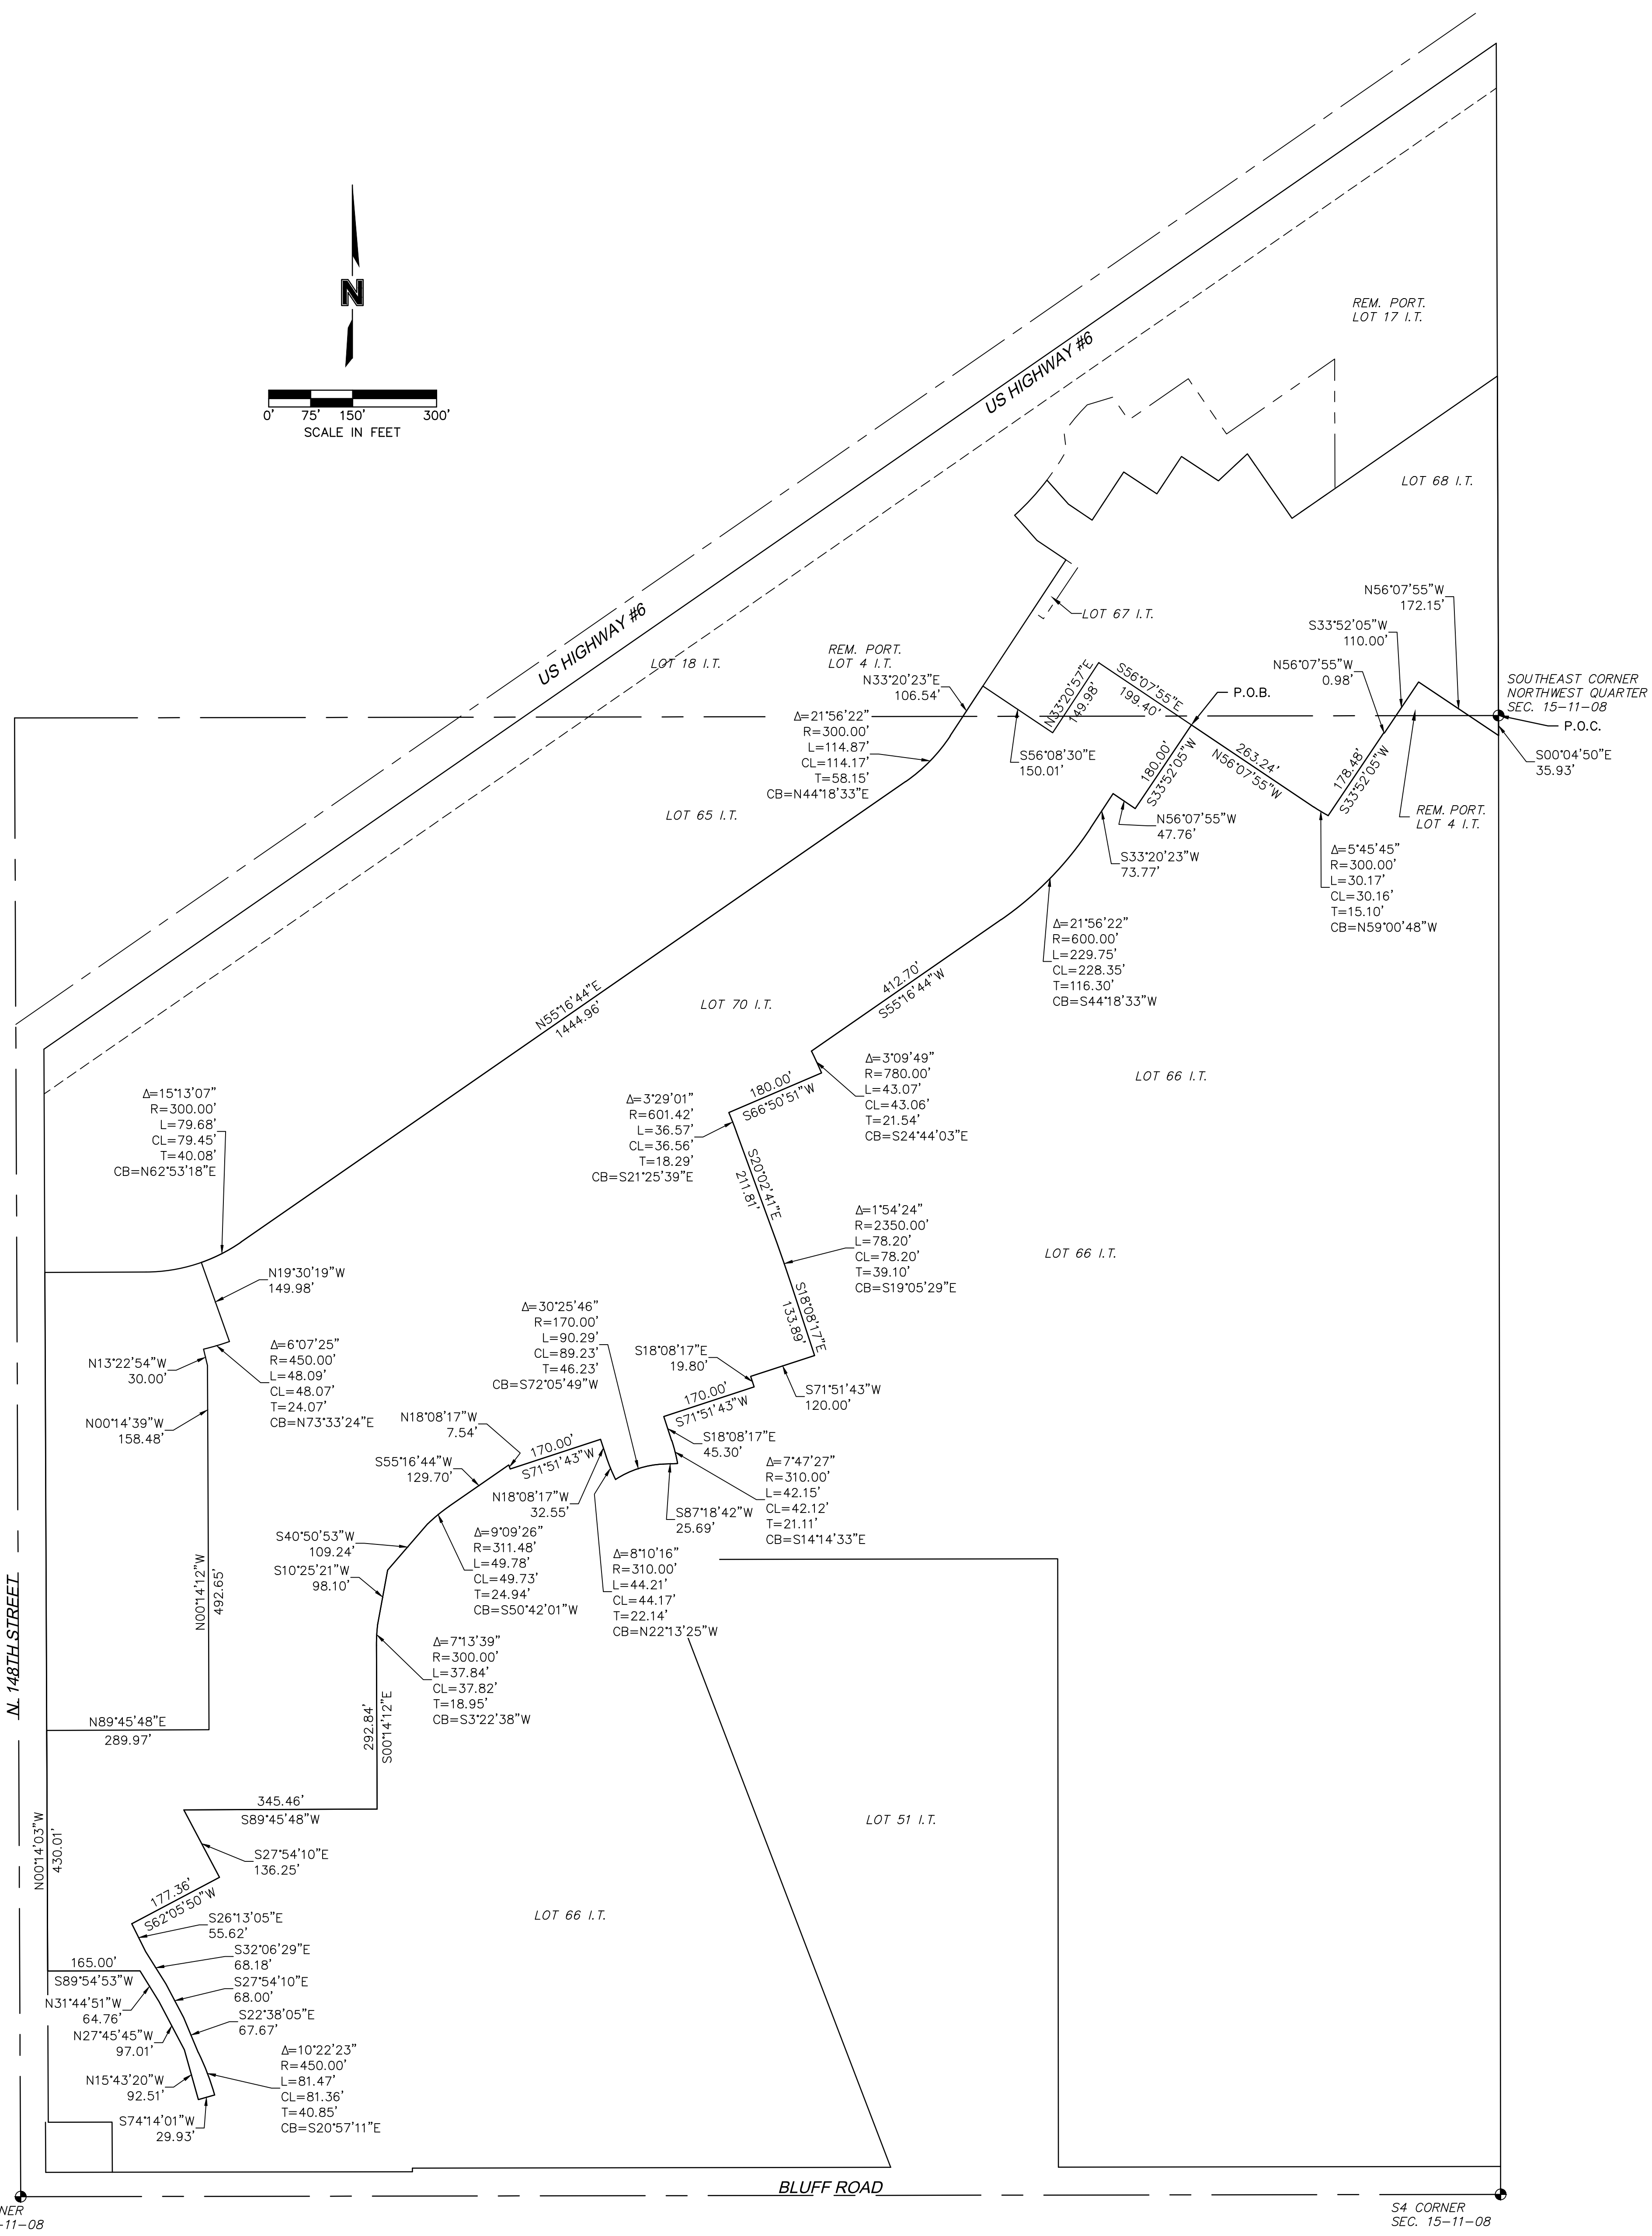 N
0' 75' 150' 300'
SCALE IN FEET
US HIGHWAY #6
REM. PORT.
LOT 17 I.T.
LOT 68 I.T.
US HIGHWAY #6
LOT 18 I.T.
LOT 67 I.T.
REM. PORT.
LOT 4 I.T.
N33°20'23"E
106.54'
Δ=21°56'22"
R=300.00'
L=114.87'
CL=114.17'
T=58.15'
CB=N44°18'33"E
N33°20'57"E
149.98'
S56°07'55"E
199.40'
S56°08'30"E
150.01'
P.O.B.
180.00'
S33°52'05"W
N56°07'55"W
47.76'
S33°20'23"W
73.77'
263.24'
N56°07'55"W
N56°07'55"W
172.15'
S33°52'05"W
110.00'
N56°07'55"W
0.98'
178.48'
S33°52'05"W
SOUTHEAST CORNER
NORTHWEST QUARTER
SEC. 15-11-08
P.O.C.
S00°04'50"E
35.93'
REM. PORT.
LOT 4 I.T.
Δ=5°45'45"
R=300.00'
L=30.17'
CL=30.16'
T=15.10'
CB=N59°00'48"W
LOT 65 I.T.
Δ=21°56'22"
R=600.00'
L=229.75'
CL=228.35'
T=116.30'
CB=S44°18'33"W
N55°16'44"E
1444.96'
LOT 70 I.T.
412.70'
S55°16'44"W
LOT 66 I.T.
Δ=3°09'49"
R=780.00'
L=43.07'
CL=43.06'
T=21.54'
CB=S24°44'03"E
180.00'
S66°50'51"W
Δ=3°29'01"
R=601.42'
L=36.57'
CL=36.56'
T=18.29'
CB=S21°25'39"E
Δ=15°13'07"
R=300.00'
L=79.68'
CL=79.45'
T=40.08'
CB=N62°53'18"E
S20°02'41"E
211.81'
Δ=1°54'24"
R=2350.00'
L=78.20'
CL=78.20'
T=39.10'
CB=S19°05'29"E
LOT 66 I.T.
N19°30'19"W
149.98'
S18°08'17"E
133.89'
Δ=30°25'46"
R=170.00'
L=90.29'
CL=89.23'
T=46.23'
CB=S72°05'49"W
Δ=6°07'25"
R=450.00'
L=48.09'
CL=48.07'
T=24.07'
CB=N73°33'24"E
N13°22'54"W
30.00'
N00°14'39"W
158.48'
S18°08'17"E
19.80'
S71°51'43"W
120.00'
170.00'
S71°51'43"W
S18°08'17"E
45.30'
N18°08'17"W
7.54'
170.00'
S71°51'43"W
S55°16'44"W
129.70'
N18°08'17"W
32.55'
Δ=7°47'27"
R=310.00'
L=42.15'
CL=42.12'
T=21.11'
CB=S14°14'33"E
S87°18'42"W
25.69'
S40°50'53"W
109.24'
Δ=9°09'26"
R=311.48'
L=49.78'
CL=49.73'
T=24.94'
CB=S50°42'01"W
Δ=8°10'16"
R=310.00'
L=44.21'
CL=44.17'
T=22.14'
CB=N22°13'25"W
S10°25'21"W
98.10'
N00°14'12"W
492.65'
Δ=7°13'39"
R=300.00'
L=37.84'
CL=37.82'
T=18.95'
CB=S3°22'38"W
N. 148TH STREET
292.84'
S00°14'12"E
N89°45'48"E
289.97'
345.46'
S89°45'48"W
LOT 51 I.T.
N00°14'03"W
430.01'
S27°54'10"E
136.25'
177.36'
S62°05'50"W
LOT 66 I.T.
S26°13'05"E
55.62'
S32°06'29"E
68.18'
165.00'
S89°54'53"W
S27°54'10"E
68.00'
N31°44'51"W
64.76'
S22°38'05"E
67.67'
N27°45'45"W
97.01'
Δ=10°22'23"
R=450.00'
L=81.47'
CL=81.36'
T=40.85'
CB=S20°57'11"E
N15°43'20"W
92.51'
S74°14'01"W
29.93'
BLUFF ROAD
NER
-11-08
S4 CORNER
SEC. 15-11-08